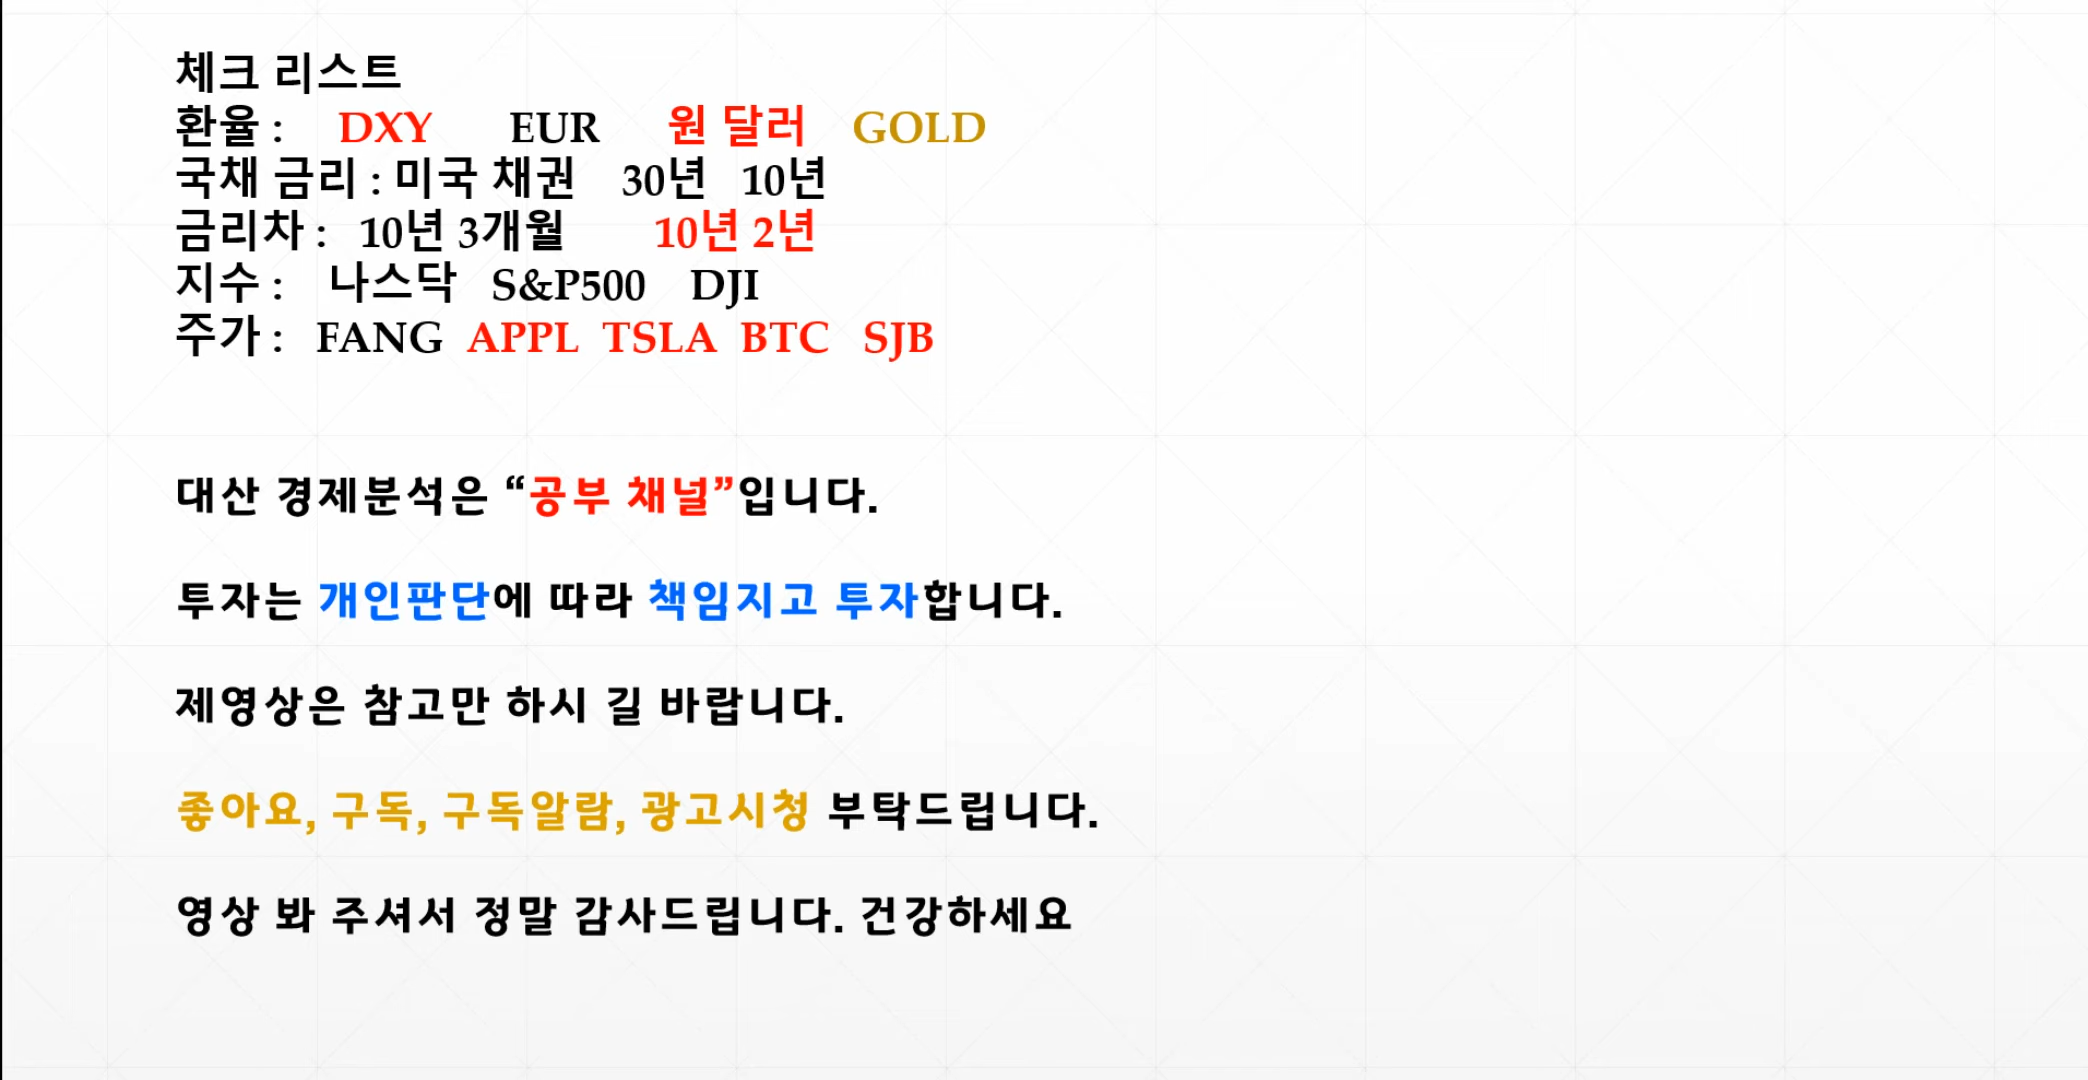 체크 리스트
환율 : DXY EUR 원 달러 GOLD
국채 금리 : 미국 채권 30년 10년
금리차 : 10년 3개월 10년 2년
지수 : 나스닥 S&P500 DJI
주가 : FANG APPL TSLA BTC SJB
대산 경제분석은 “공부 채널”입니다.
투자는 개인판단에 따라 책임지고 투자합니다.
제영상은 참고만 하시 길 바랍니다.
좋아요, 구독, 구독알람, 광고시청 부탁드립니다.
영상 봐 주셔서 정말 감사드립니다. 건강하세요